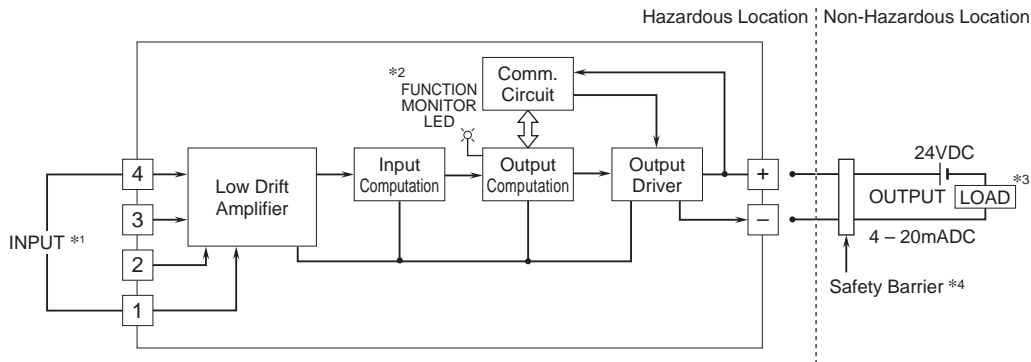 Hazardous Location
Non-Hazardous Location
*2
FUNCTION
MONITOR
LED
Comm.
Circuit
4
3
2
1
INPUT *1
Low Drift
Amplifier
Input
Computation
Output
Computation
Output
Driver
+
–
24VDC
OUTPUT
LOAD
*3
4 – 20mADC
Safety Barrier *4